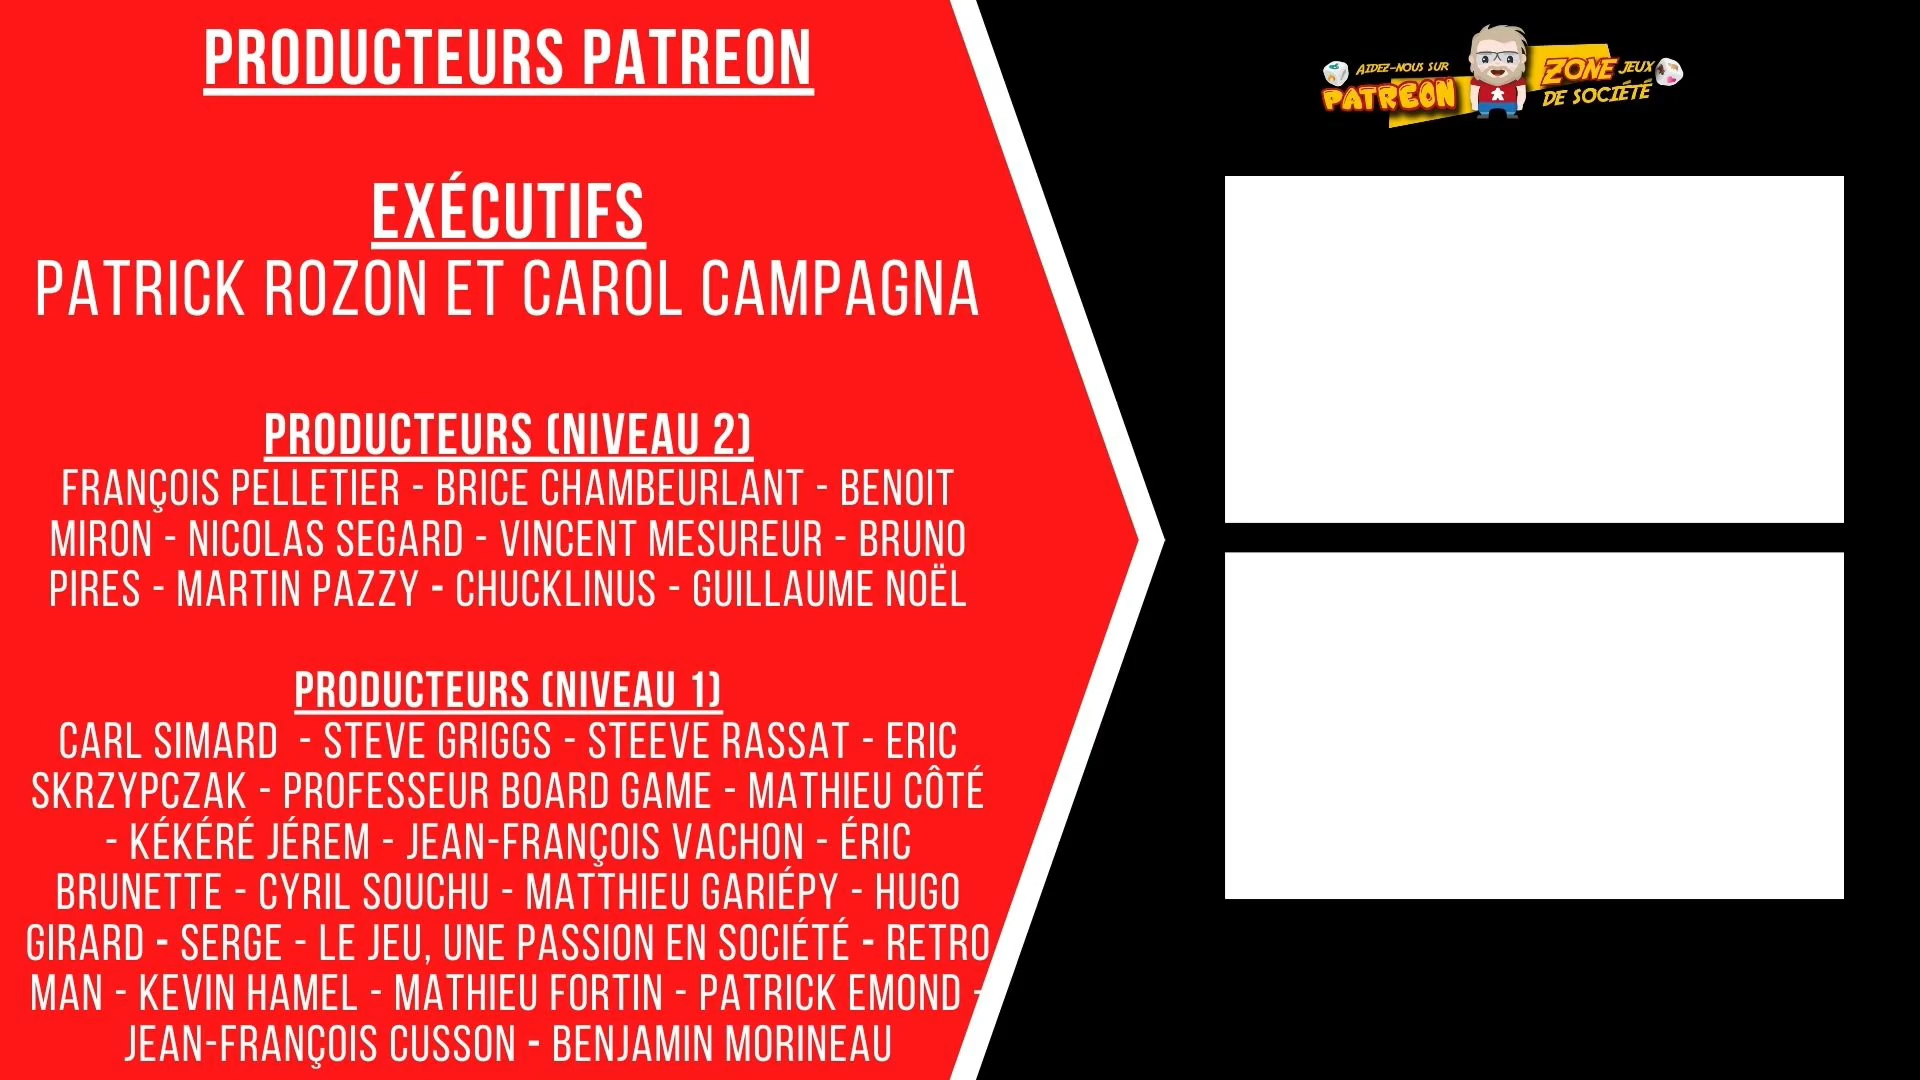 PRODUCTEURS PATREON
EXÉCUTIFS
PATRICK ROZON ET CAROL CAMPAGNA
PRODUCTEURS (NIVEAU 2)
FRANÇOIS PELLETIER - BRICE CHAMBEURLANT - BENOIT
MIRON - NICOLAS SEGARD - VINCENT MESUREUR - BRUNO
PIRES - MARTIN PAZZY - CHUCKLINUS - GUILLAUME NOËL
PRODUCTEURS (NIVEAU 1)
CARL SIMARD - STEVE GRIGGS - STEEVE RASSAT - ERIC
SKRZYPCZAK - PROFESSEUR BOARD GAME - MATHIEU CÔTÉ
- KÉKÉRÉ JÉREM - JEAN-FRANÇOIS VACHON - ÉRIC
BRUNETTE - CYRIL SOUCHU - MATTHIEU GARIÉPY - HUGO
GIRARD - SERGE - LE JEU, UNE PASSION EN SOCIÉTÉ - RETRO
MAN - KEVIN HAMEL - MATHIEU FORTIN - PATRICK EMOND -
JEAN-FRANÇOIS CUSSON - BENJAMIN MORINEAU
AIDEZ-NOUS SUR
PATREON
ZONE JEUX
DE SOCIÉTÉ